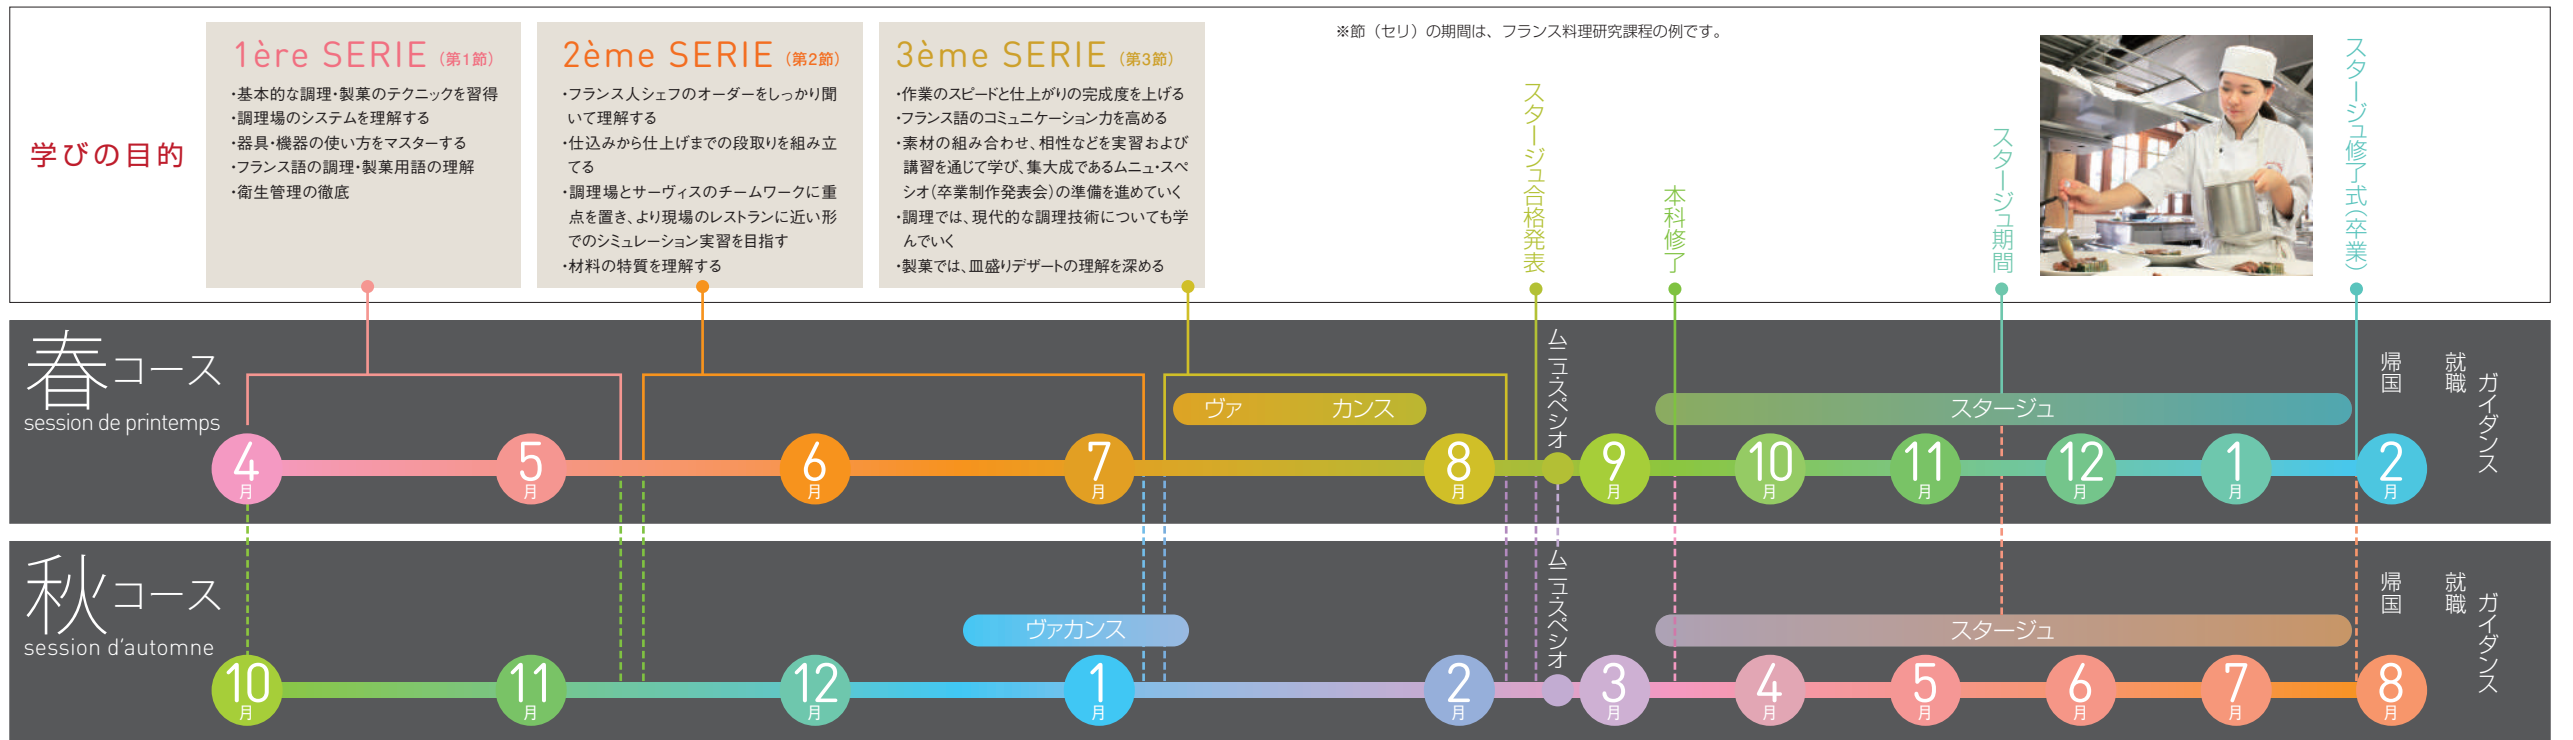 ※節（セリ）の期間は、フランス料理研究課程の例です。
学びの目的
1ère SERIE（第1節）
・基本的な調理・製菓のテクニックを習得
・調理場のシステムを理解する
・器具・機器の使い方をマスターする
・フランス語の調理・製菓用語の理解
・衛生管理の徹底
2ème SERIE（第2節）
・フランス人シェフのオーダーをしっかり聞
いて理解する
・仕込みから仕上げまでの段取りを組み立
てる
・調理場とサーヴィスのチームワークに重
点を置き、より現場のレストランに近い形
でのシミュレーション実習を目指す
・材料の特質を理解する
3ème SERIE（第3節）
・作業のスピードと仕上がりの完成度を上げる
・フランス語のコミュニケーション力を高める
・素材の組み合わせ、相性などを実習および
講習を通じて学び、集大成であるムニュ・スペ
シオ（卒業制作発表会）の準備を進めていく
・調理では、現代的な調理技術についても学
んでいく
・製菓では、皿盛りデザートの理解を深める
スタージュ合格発表
本科修了
スタージュ期間
スタージュ修了式（卒業）
春コース
session de printemps
ヴァ カンス
ムニュ・スペシオ
スタージュ
帰国
就職
ガイダンス
4月
5月
6月
7月
8月
9月
10月
11月
12月
1月
2月
秋コース
session d'automne
ヴァカンス
ムニュ・スペシオ
スタージュ
帰国
就職
ガイダンス
10月
11月
12月
1月
2月
3月
4月
5月
6月
7月
8月